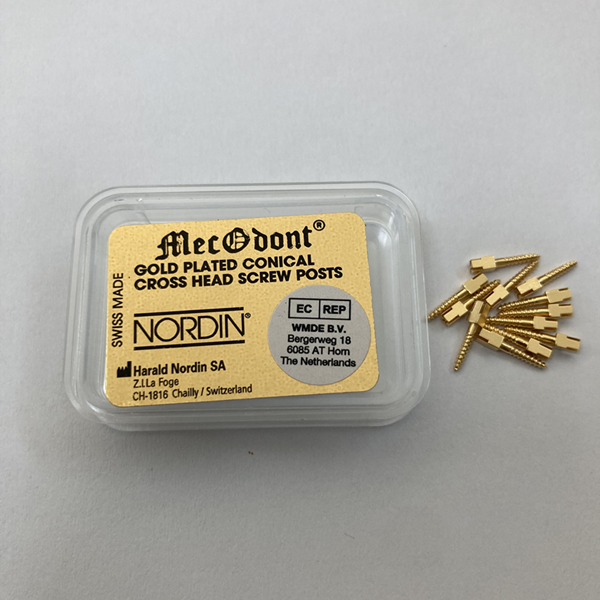 MecOdont®
GOLD PLATED CONICAL
CROSS HEAD SCREW POSTS
SWISS MADE
NORDIN®
Harald Nordin SA
Z.I.La Foge
CH-1816 Chailly / Switzerland
EC REP
WMDE B.V.
Bergerweg 18
6085 AT Horn
The Netherlands